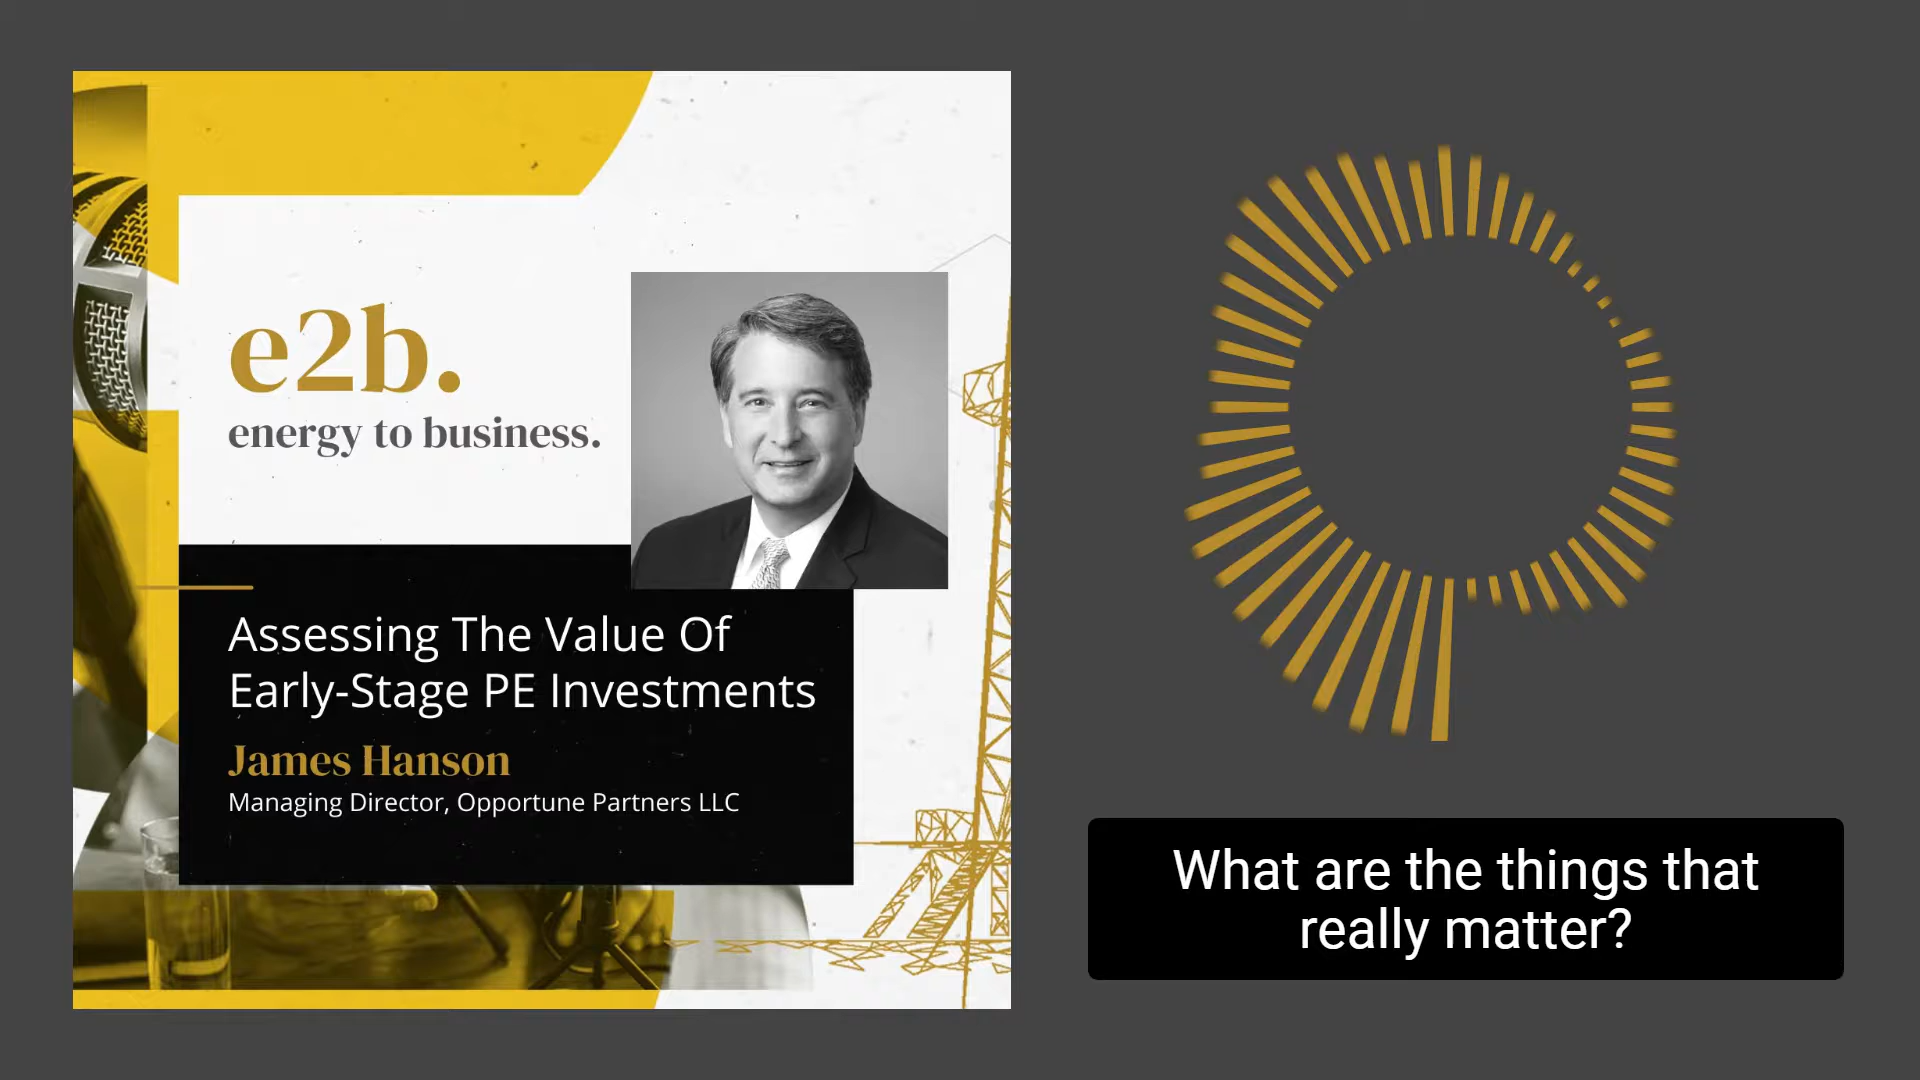 e2b.
energy to business.
Assessing The Value Of
Early-Stage PE Investments
James Hanson
Managing Director, Opportune Partners LLC
What are the things that
really matter?